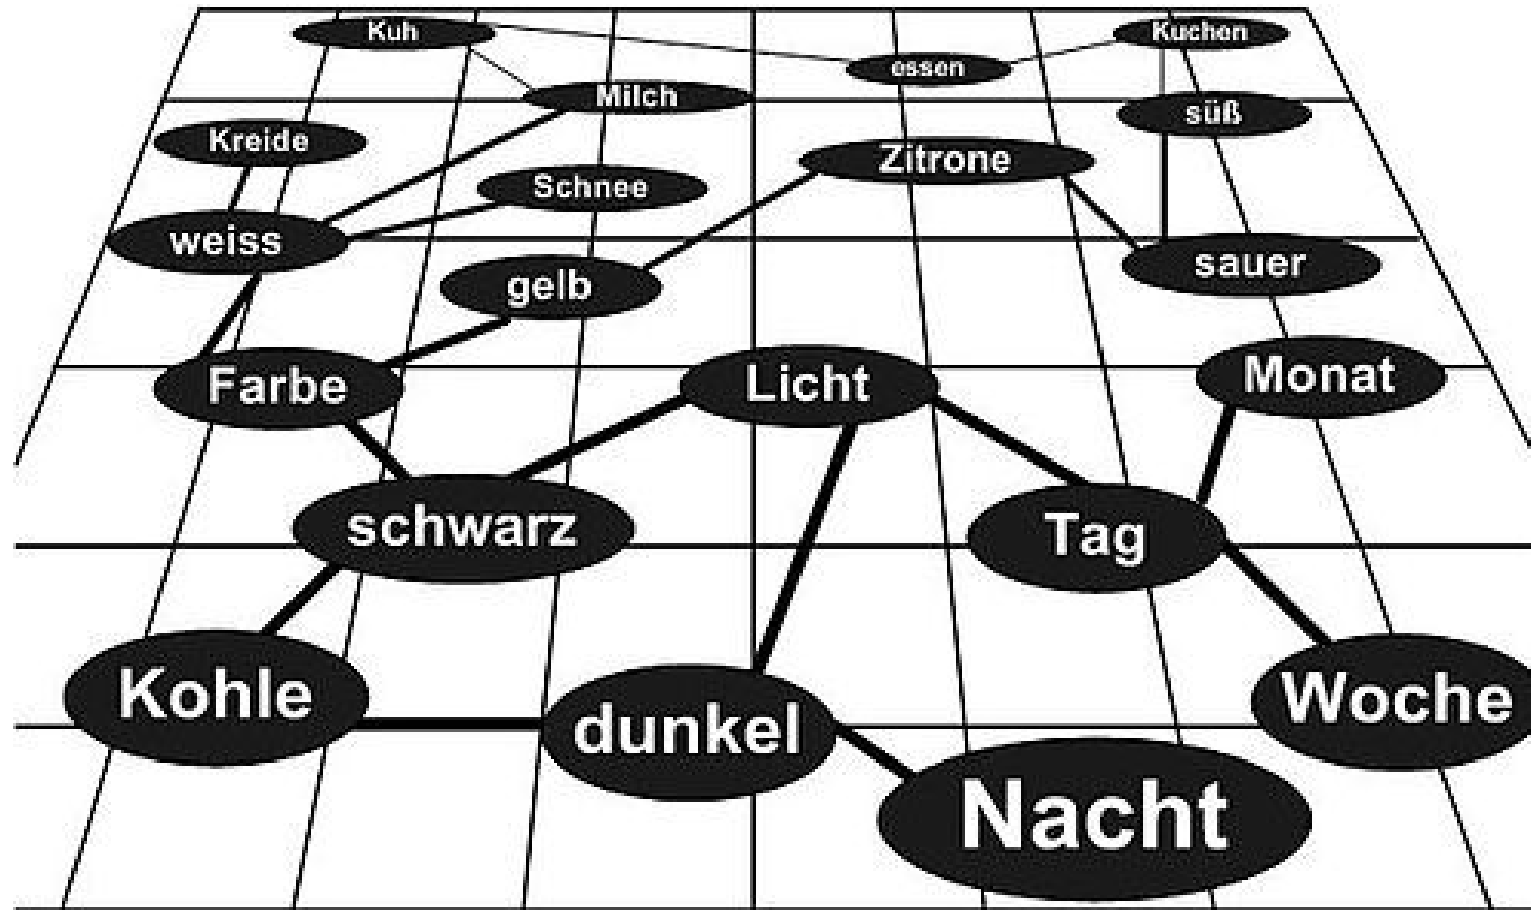 Kuh
Kuchen
essen
Milch
süß
Kreide
Zitrone
Schnee
weiss
sauer
gelb
Farbe
Licht
Monat
schwarz
Tag
Kohle
Woche
dunkel
Nacht